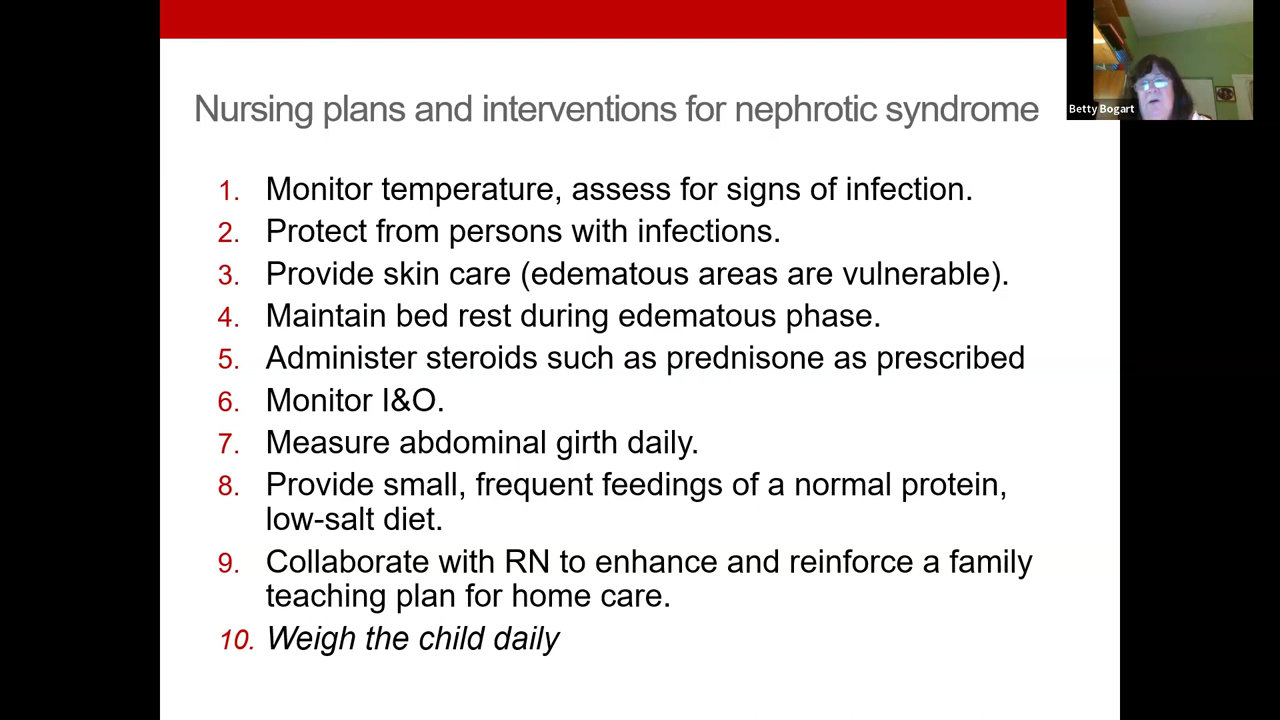 Nursing plans and interventions for nephrotic syndrome
Betty Bogart
1. Monitor temperature, assess for signs of infection.
2. Protect from persons with infections.
3. Provide skin care (edematous areas are vulnerable).
4. Maintain bed rest during edematous phase.
5. Administer steroids such as prednisone as prescribed
6. Monitor I&O.
7. Measure abdominal girth daily.
8. Provide small, frequent feedings of a normal protein,
low-salt diet.
9. Collaborate with RN to enhance and reinforce a family
teaching plan for home care.
10. Weigh the child daily